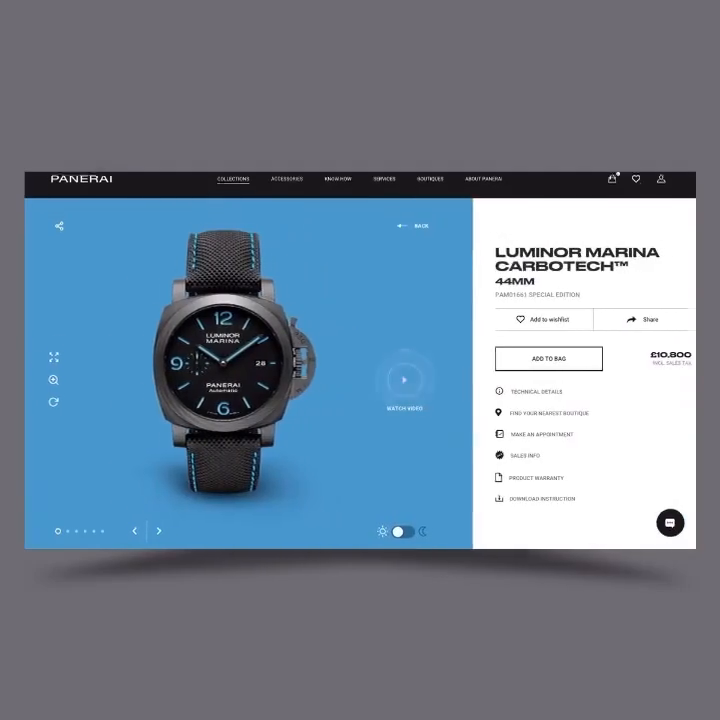 PANERAI
COLLECTIONS ACCESSORIES KNOW-HOW SERVICES BOUTIQUES ABOUT PANERAI
BACK
12
LUMINOR
MARINA
9
28
PANERAI
Automatic
6
WATCH VIDEO
LUMINOR MARINA
CARBOTECH™
44MM
PAM01661 SPECIAL EDITION
Add to wishlist Share
ADD TO BAG £10,800
INCL. SALES TAX
TECHNICAL DETAILS
FIND YOUR NEAREST BOUTIQUE
MAKE AN APPOINTMENT
SALES INFO
PRODUCT WARRANTY
DOWNLOAD INSTRUCTION